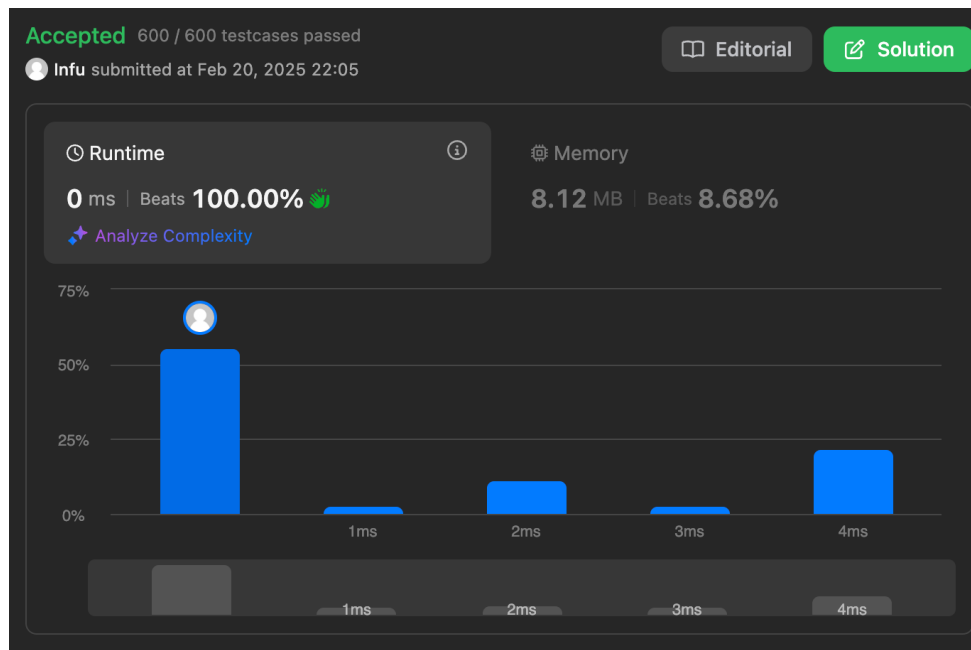 Accepted 600 / 600 testcases passed
Editorial
Solution
Infu submitted at Feb 20, 2025 22:05
Runtime
0 ms | Beats 100.00%
Analyze Complexity
Memory
8.12 MB | Beats 8.68%
75%
50%
25%
0%
1ms 2ms 3ms 4ms
1ms 2ms 3ms 4ms